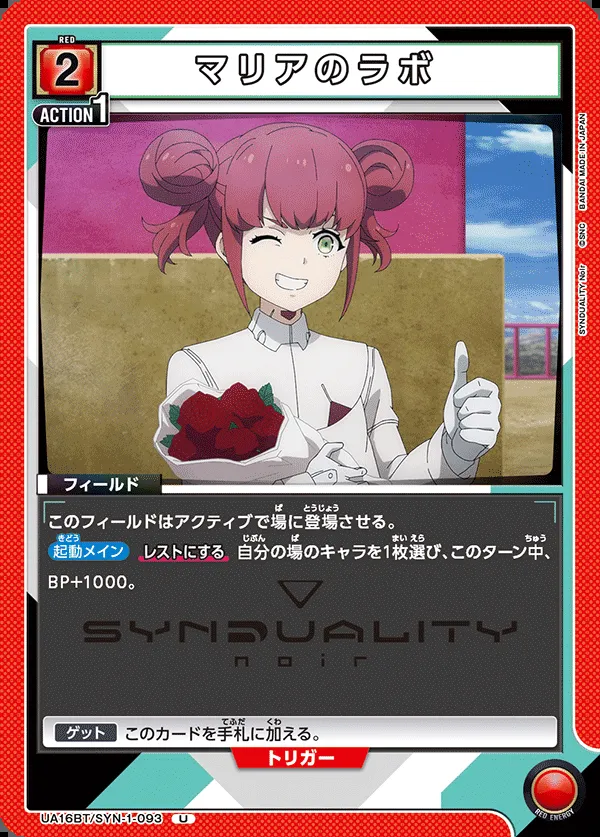 RED
2
マリアのラボ
ACTION 1
SYNDUALITY Noir ©SNC BANDAI MADE IN JAPAN
フィールド
このフィールドはアクティブで場に登場させる。
起動メイン レストにする 自分の場のキャラを1枚選び、このターン中、
BP+1000。
SYNDUALITY
noir
ゲット このカードを手札に加える。
トリガー
UA16BT/SYN-1-093 U
RED ENERGY